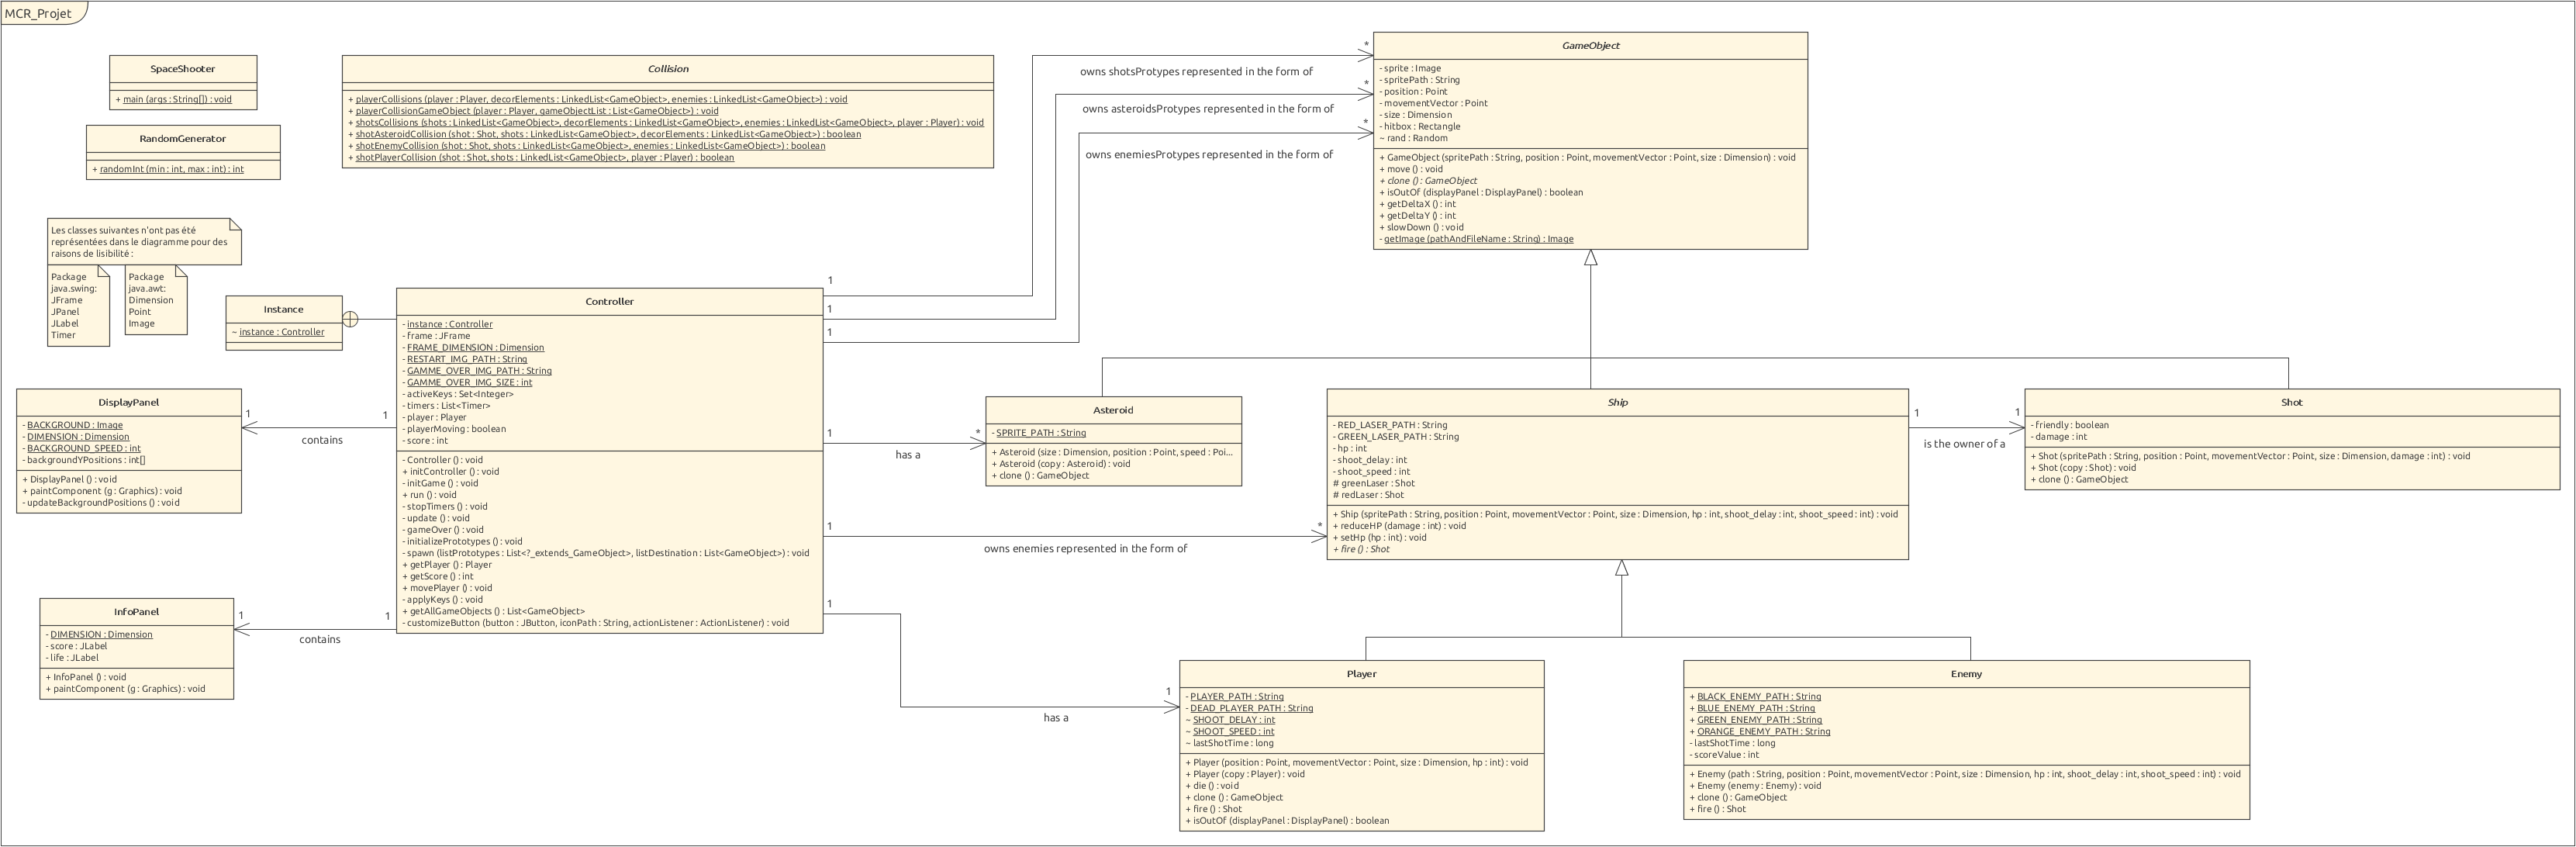 MCR_Projet
SpaceShooter
+ main (args : String[]) : void
RandomGenerator
+ randomInt (min : int, max : int) : int
Collision
+ playerCollisions (player : Player, decorElements : LinkedList<GameObject>, enemies : LinkedList<GameObject>) : void
+ playerCollisionGameObject (player : Player, gameObjectList : List<GameObject>) : void
+ shotsCollisions (shots : LinkedList<GameObject>, decorElements : LinkedList<GameObject>, enemies : LinkedList<GameObject>, player : Player) : void
+ shotAsteroidCollision (shot : Shot, shots : LinkedList<GameObject>, decorElements : LinkedList<GameObject>) : boolean
+ shotEnemyCollision (shot : Shot, shots : LinkedList<GameObject>, enemies : LinkedList<GameObject>) : boolean
+ shotPlayerCollision (shot : Shot, shots : LinkedList<GameObject>, player : Player) : boolean
*
owns shotsProtypes represented in the form of
*
owns asteroidsProtypes represented in the form of
*
owns enemiesProtypes represented in the form of
GameObject
- sprite : Image
- spritePath : String
- position : Point
- movementVector : Point
- size : Dimension
- hitbox : Rectangle
~ rand : Random
+ GameObject (spritePath : String, position : Point, movementVector : Point, size : Dimension) : void
+ move () : void
+ clone () : GameObject
+ isOutOf (displayPanel : DisplayPanel) : boolean
+ getDeltaX () : int
+ getDeltaY () : int
+ slowDown () : void
- getImage (pathAndFileName : String) : Image
Les classes suivantes n'ont pas été
représentées dans le diagramme pour des
raisons de lisibilité :
Package
java.swing:
JFrame
JPanel
JLabel
Timer
Package
java.awt:
Dimension
Point
Image
Instance
~ instance : Controller
Controller
- instance : Controller
- frame : JFrame
- FRAME_DIMENSION : Dimension
- RESTART_IMG_PATH : String
- GAMME_OVER_IMG_PATH : String
- GAMME_OVER_IMG_SIZE : int
- activeKeys : Set<Integer>
- timers : List<Timer>
- player : Player
- playerMoving : boolean
- score : int
- Controller () : void
+ initController () : void
- initGame () : void
+ run () : void
- stopTimers () : void
- update () : void
- gameOver () : void
- initializePrototypes () : void
- spawn (listPrototypes : List<?_extends_GameObject>, listDestination : List<GameObject>) : void
+ getPlayer () : Player
+ getScore () : int
+ movePlayer () : void
- applyKeys () : void
+ getAllGameObjects () : List<GameObject>
- customizeButton (button : JButton, iconPath : String, actionListener : ActionListener) : void
1
1
1
DisplayPanel
- BACKGROUND : Image
- DIMENSION : Dimension
- BACKGROUND_SPEED : int
- backgroundYPositions : int[]
+ DisplayPanel () : void
+ paintComponent (g : Graphics) : void
- updateBackgroundPositions () : void
1
1
contains
InfoPanel
- DIMENSION : Dimension
- score : JLabel
- life : JLabel
+ InfoPanel () : void
+ paintComponent (g : Graphics) : void
1
1
contains
1
*
has a
Asteroid
- SPRITE_PATH : String
+ Asteroid (size : Dimension, position : Point, speed : Poi...
+ Asteroid (copy : Asteroid) : void
+ clone () : GameObject
1
*
owns enemies represented in the form of
Ship
- RED_LASER_PATH : String
- GREEN_LASER_PATH : String
- hp : int
- shoot_delay : int
- shoot_speed : int
# greenLaser : Shot
# redLaser : Shot
+ Ship (spritePath : String, position : Point, movementVector : Point, size : Dimension, hp : int, shoot_delay : int, shoot_speed : int) : void
+ reduceHP (damage : int) : void
+ setHp (hp : int) : void
+ fire () : Shot
1
1
is the owner of a
Shot
- friendly : boolean
- damage : int
+ Shot (spritePath : String, position : Point, movementVector : Point, size : Dimension, damage : int) : void
+ Shot (copy : Shot) : void
+ clone () : GameObject
1
1
has a
Player
- PLAYER_PATH : String
- DEAD_PLAYER_PATH : String
~ SHOOT_DELAY : int
~ SHOOT_SPEED : int
~ lastShotTime : long
+ Player (position : Point, movementVector : Point, size : Dimension, hp : int) : void
+ Player (copy : Player) : void
+ die () : void
+ clone () : GameObject
+ fire () : Shot
+ isOutOf (displayPanel : DisplayPanel) : boolean
Enemy
+ BLACK_ENEMY_PATH : String
+ BLUE_ENEMY_PATH : String
+ GREEN_ENEMY_PATH : String
+ ORANGE_ENEMY_PATH : String
- lastShotTime : long
- scoreValue : int
+ Enemy (path : String, position : Point, movementVector : Point, size : Dimension, hp : int, shoot_delay : int, shoot_speed : int) : void
+ Enemy (enemy : Enemy) : void
+ clone () : GameObject
+ fire () : Shot